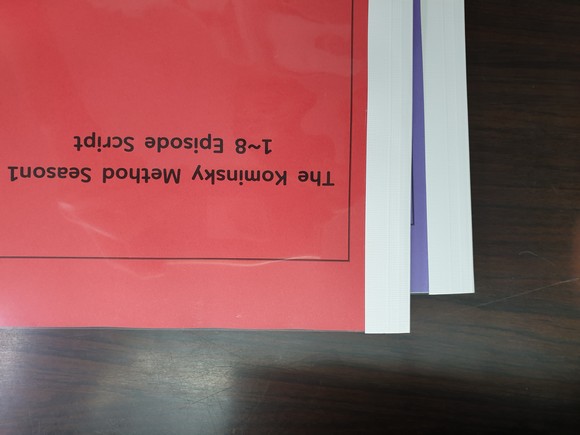 The Kominsky Method Season1
1~8 Episode Script